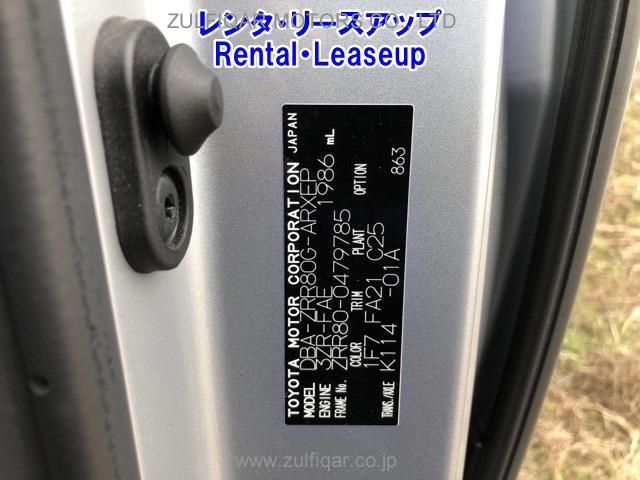 ZULFIQAR MOTORS CO.,LTD
レンタ・リースアップ
Rental・Leaseup
TOYOTA MOTOR CORPORATION JAPAN
MODEL DBA-ZRR80G-ARXEP
ENGINE 3ZR-FAE 1986 mL
FRAME No. ZRR80-0479785
COLOR TRIM PLANT OPTION
1F7 FA21 C25 863
TRANS./AXLE K114 -01A
www.zulfiqar.co.jp